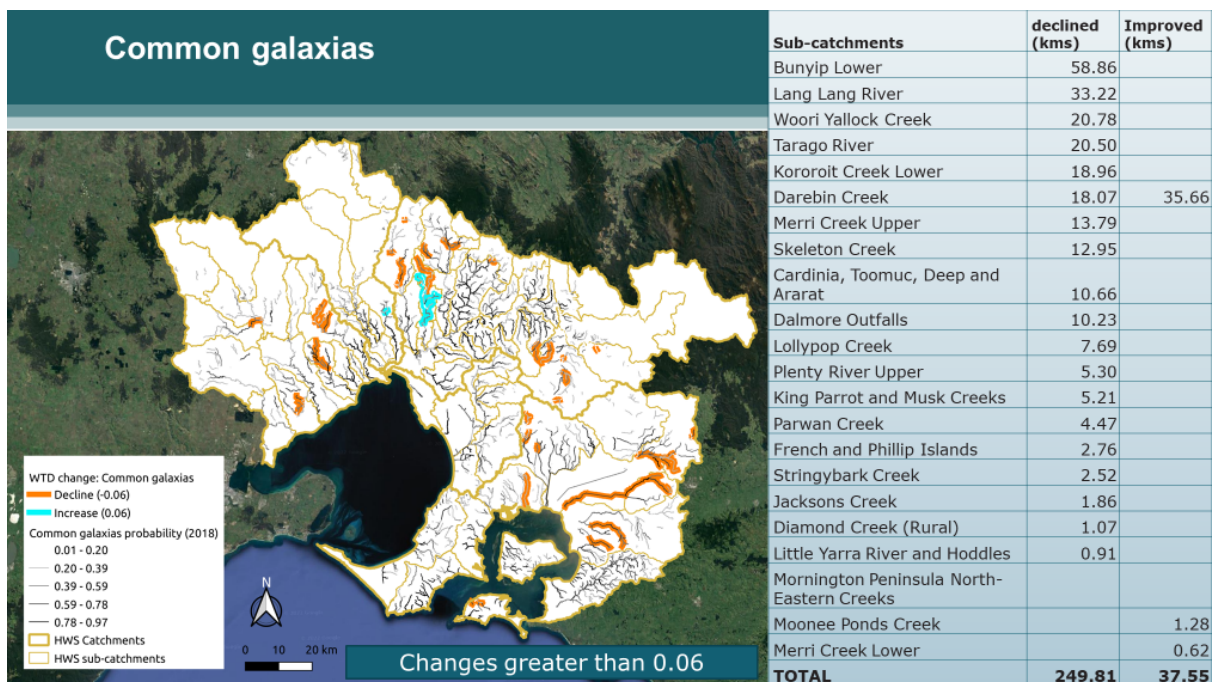 Common galaxias
WTD change: Common galaxias
Decline (-0.06)
Increase (0.06)
Common galaxias probability (2018)
0.01 - 0.20
0.20 - 0.39
0.39 - 0.59
0.59 - 0.78
0.78 - 0.97
HWS Catchments
HWS sub-catchments
N
0 10 20 km
Changes greater than 0.06
Sub-catchments declined (kms) Improved (kms)
Bunyip Lower 58.86
Lang Lang River 33.22
Woori Yallock Creek 20.78
Tarago River 20.50
Kororoit Creek Lower 18.96
Darebin Creek 18.07 35.66
Merri Creek Upper 13.79
Skeleton Creek 12.95
Cardinia, Toomuc, Deep and
Ararat 10.66
Dalmore Outfalls 10.23
Lollypop Creek 7.69
Plenty River Upper 5.30
King Parrot and Musk Creeks 5.21
Parwan Creek 4.47
French and Phillip Islands 2.76
Stringybark Creek 2.52
Jacksons Creek 1.86
Diamond Creek (Rural) 1.07
Little Yarra River and Hoddles 0.91
Mornington Peninsula North-
Eastern Creeks
Moonee Ponds Creek 1.28
Merri Creek Lower 0.62
TOTAL 249.81 37.55